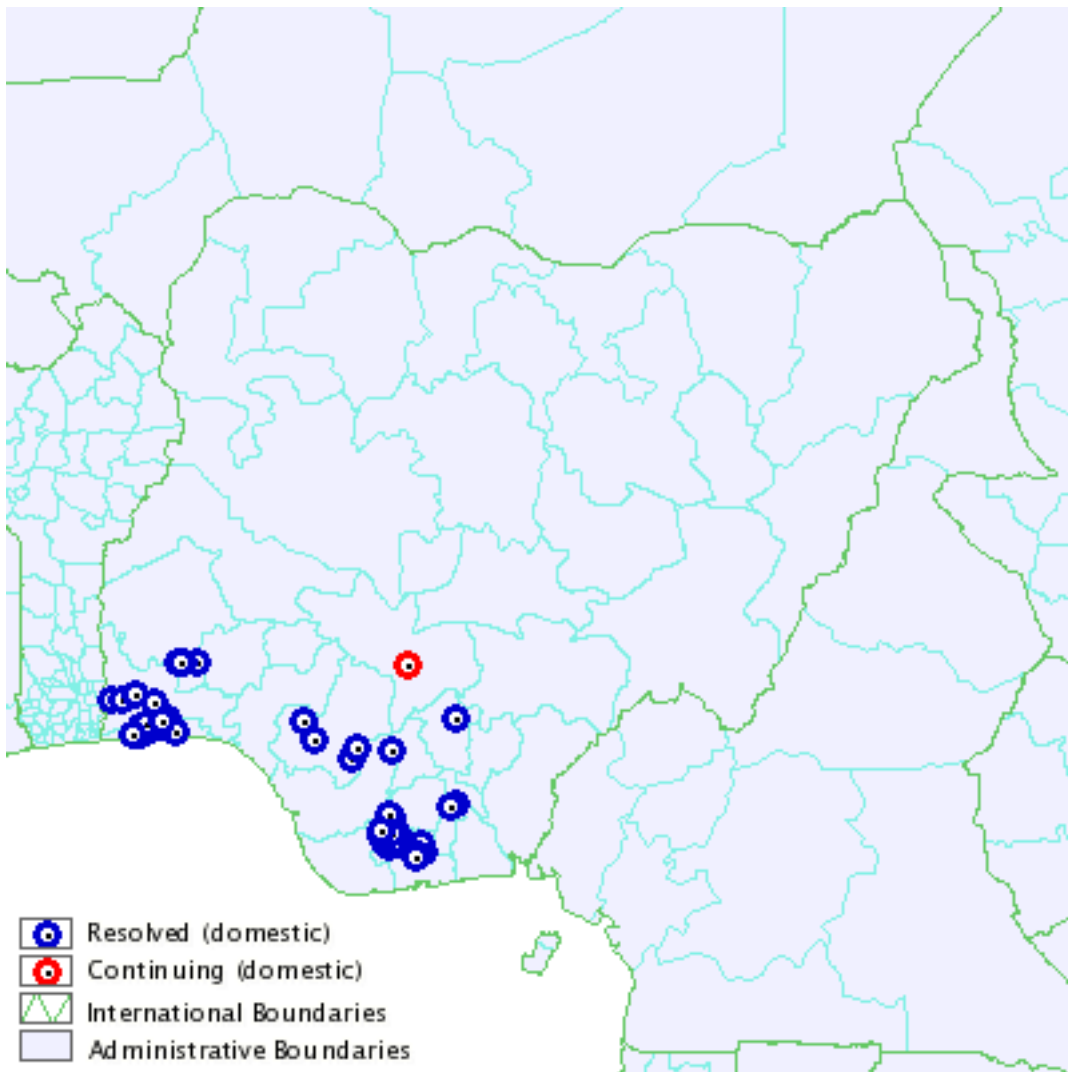 Resolved (domestic)
Continuing (domestic)
International Boundaries
Administrative Boundaries